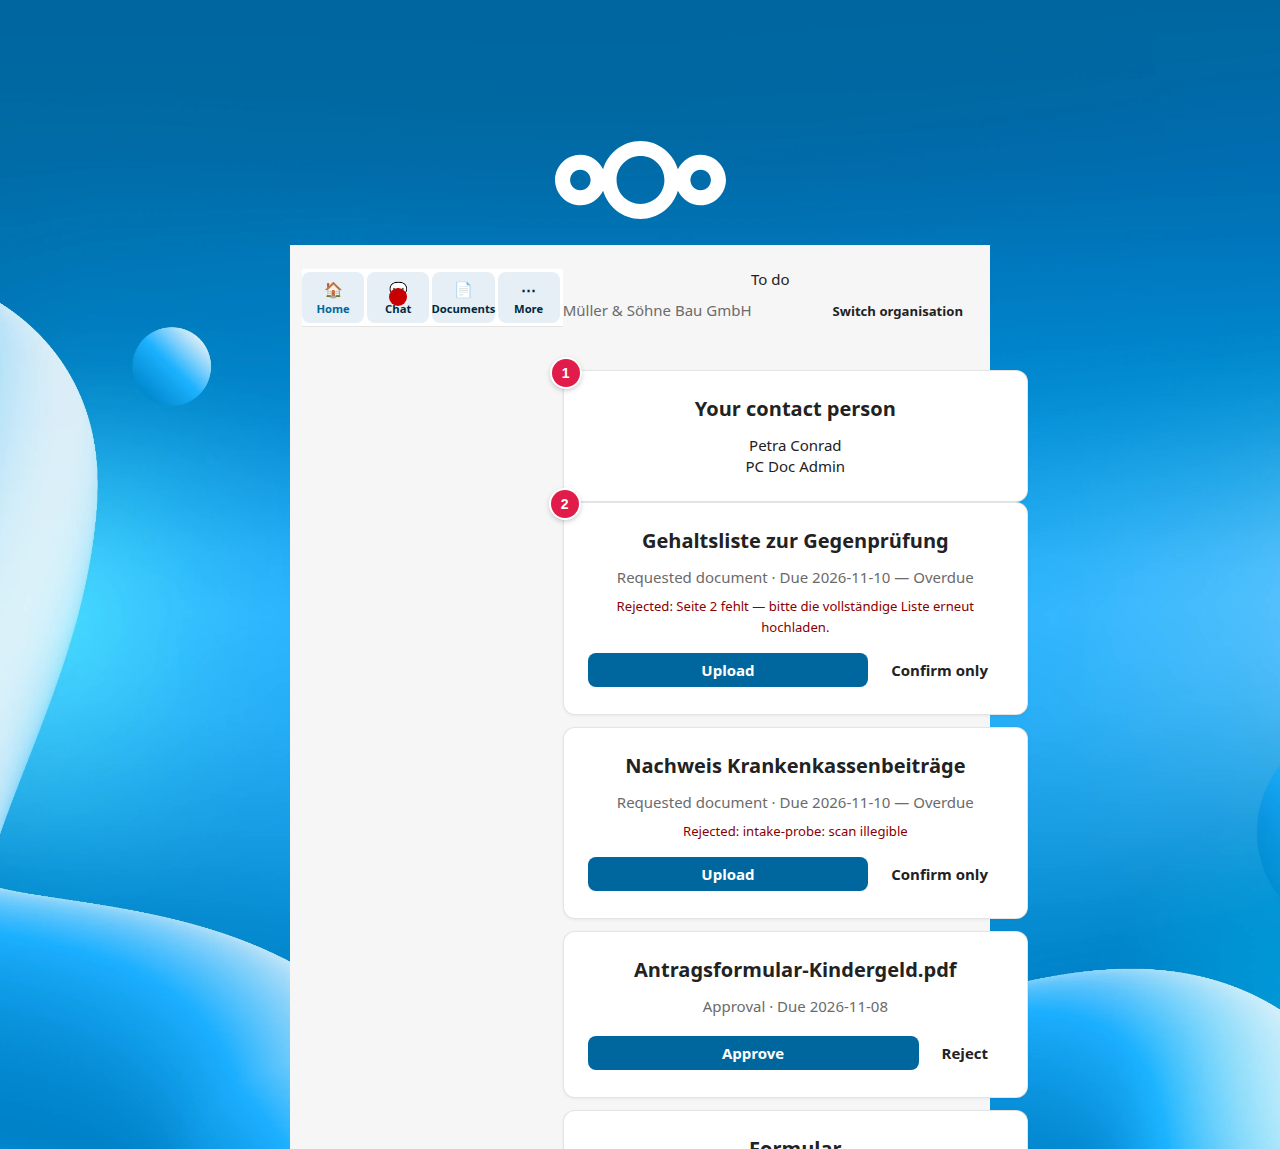 To do
Home
Chat
Documents
More
Müller & Söhne Bau GmbH
Switch organisation
1
Your contact person
Petra Conrad
PC Doc Admin
2
Gehaltsliste zur Gegenprüfung
Requested document · Due 2026-11-10 — Overdue
Rejected: Seite 2 fehlt — bitte die vollständige Liste erneut
hochladen.
Upload
Confirm only
Nachweis Krankenkassenbeiträge
Requested document · Due 2026-11-10 — Overdue
Rejected: intake-probe: scan illegible
Upload
Confirm only
Antragsformular-Kindergeld.pdf
Approval · Due 2026-11-08
Approve
Reject
Formular